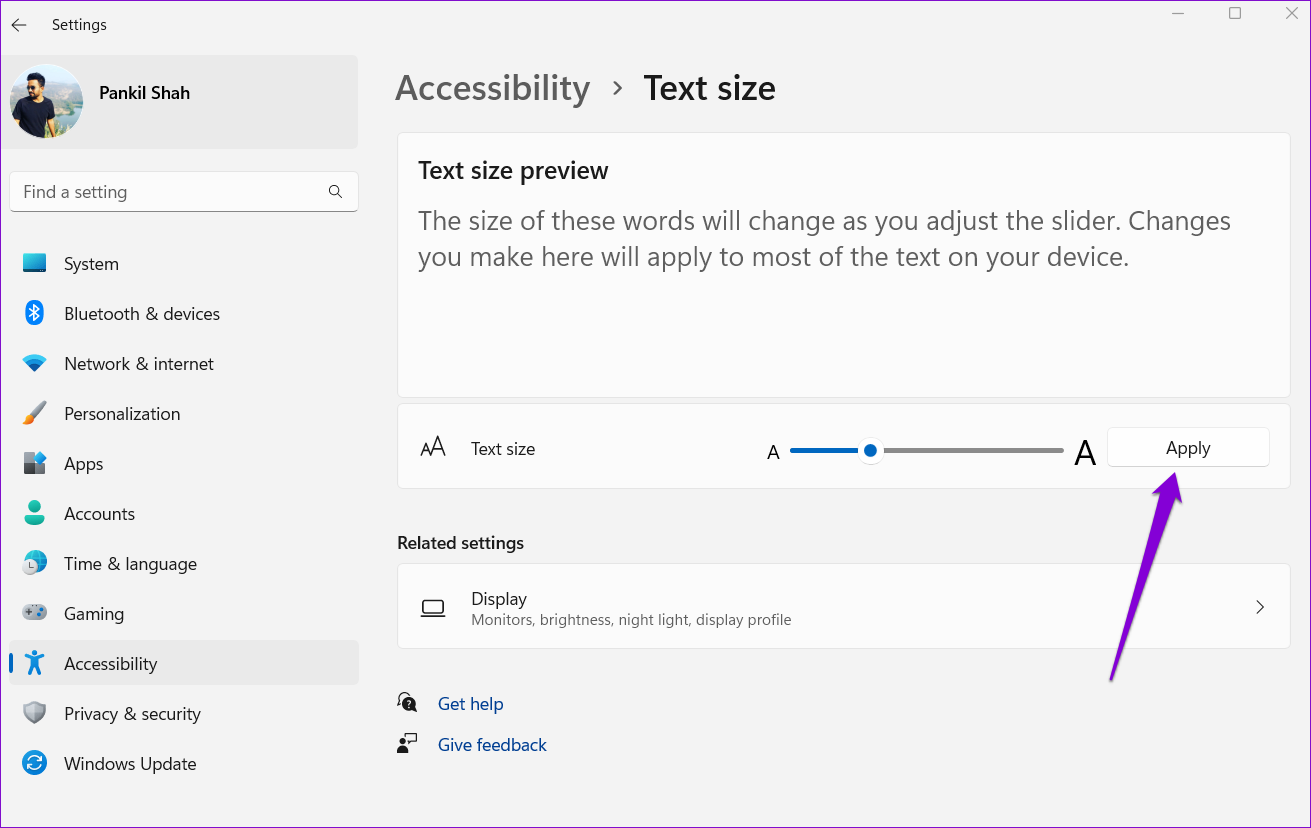 Settings
Pankil Shah
Find a setting
System
Bluetooth & devices
Network & internet
Personalization
Apps
Accounts
Time & language
Gaming
Accessibility
Privacy & security
Windows Update
Accessibility > Text size
Text size preview
The size of these words will change as you adjust the slider. Changes
you make here will apply to most of the text on your device.
Text size A A Apply
Related settings
Display
Monitors, brightness, night light, display profile
Get help
Give feedback